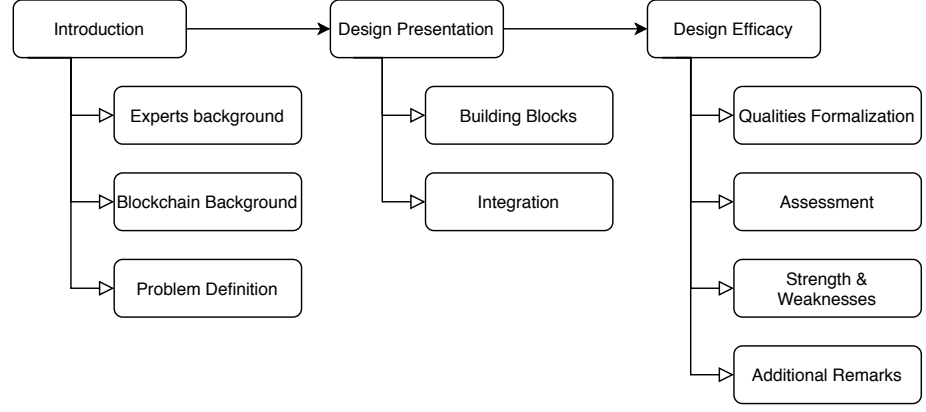 Introduction
Design Presentation
Design Efficacy
Experts background
Blockchain Background
Problem Definition
Building Blocks
Integration
Qualities Formalization
Assessment
Strength &
Weaknesses
Additional Remarks